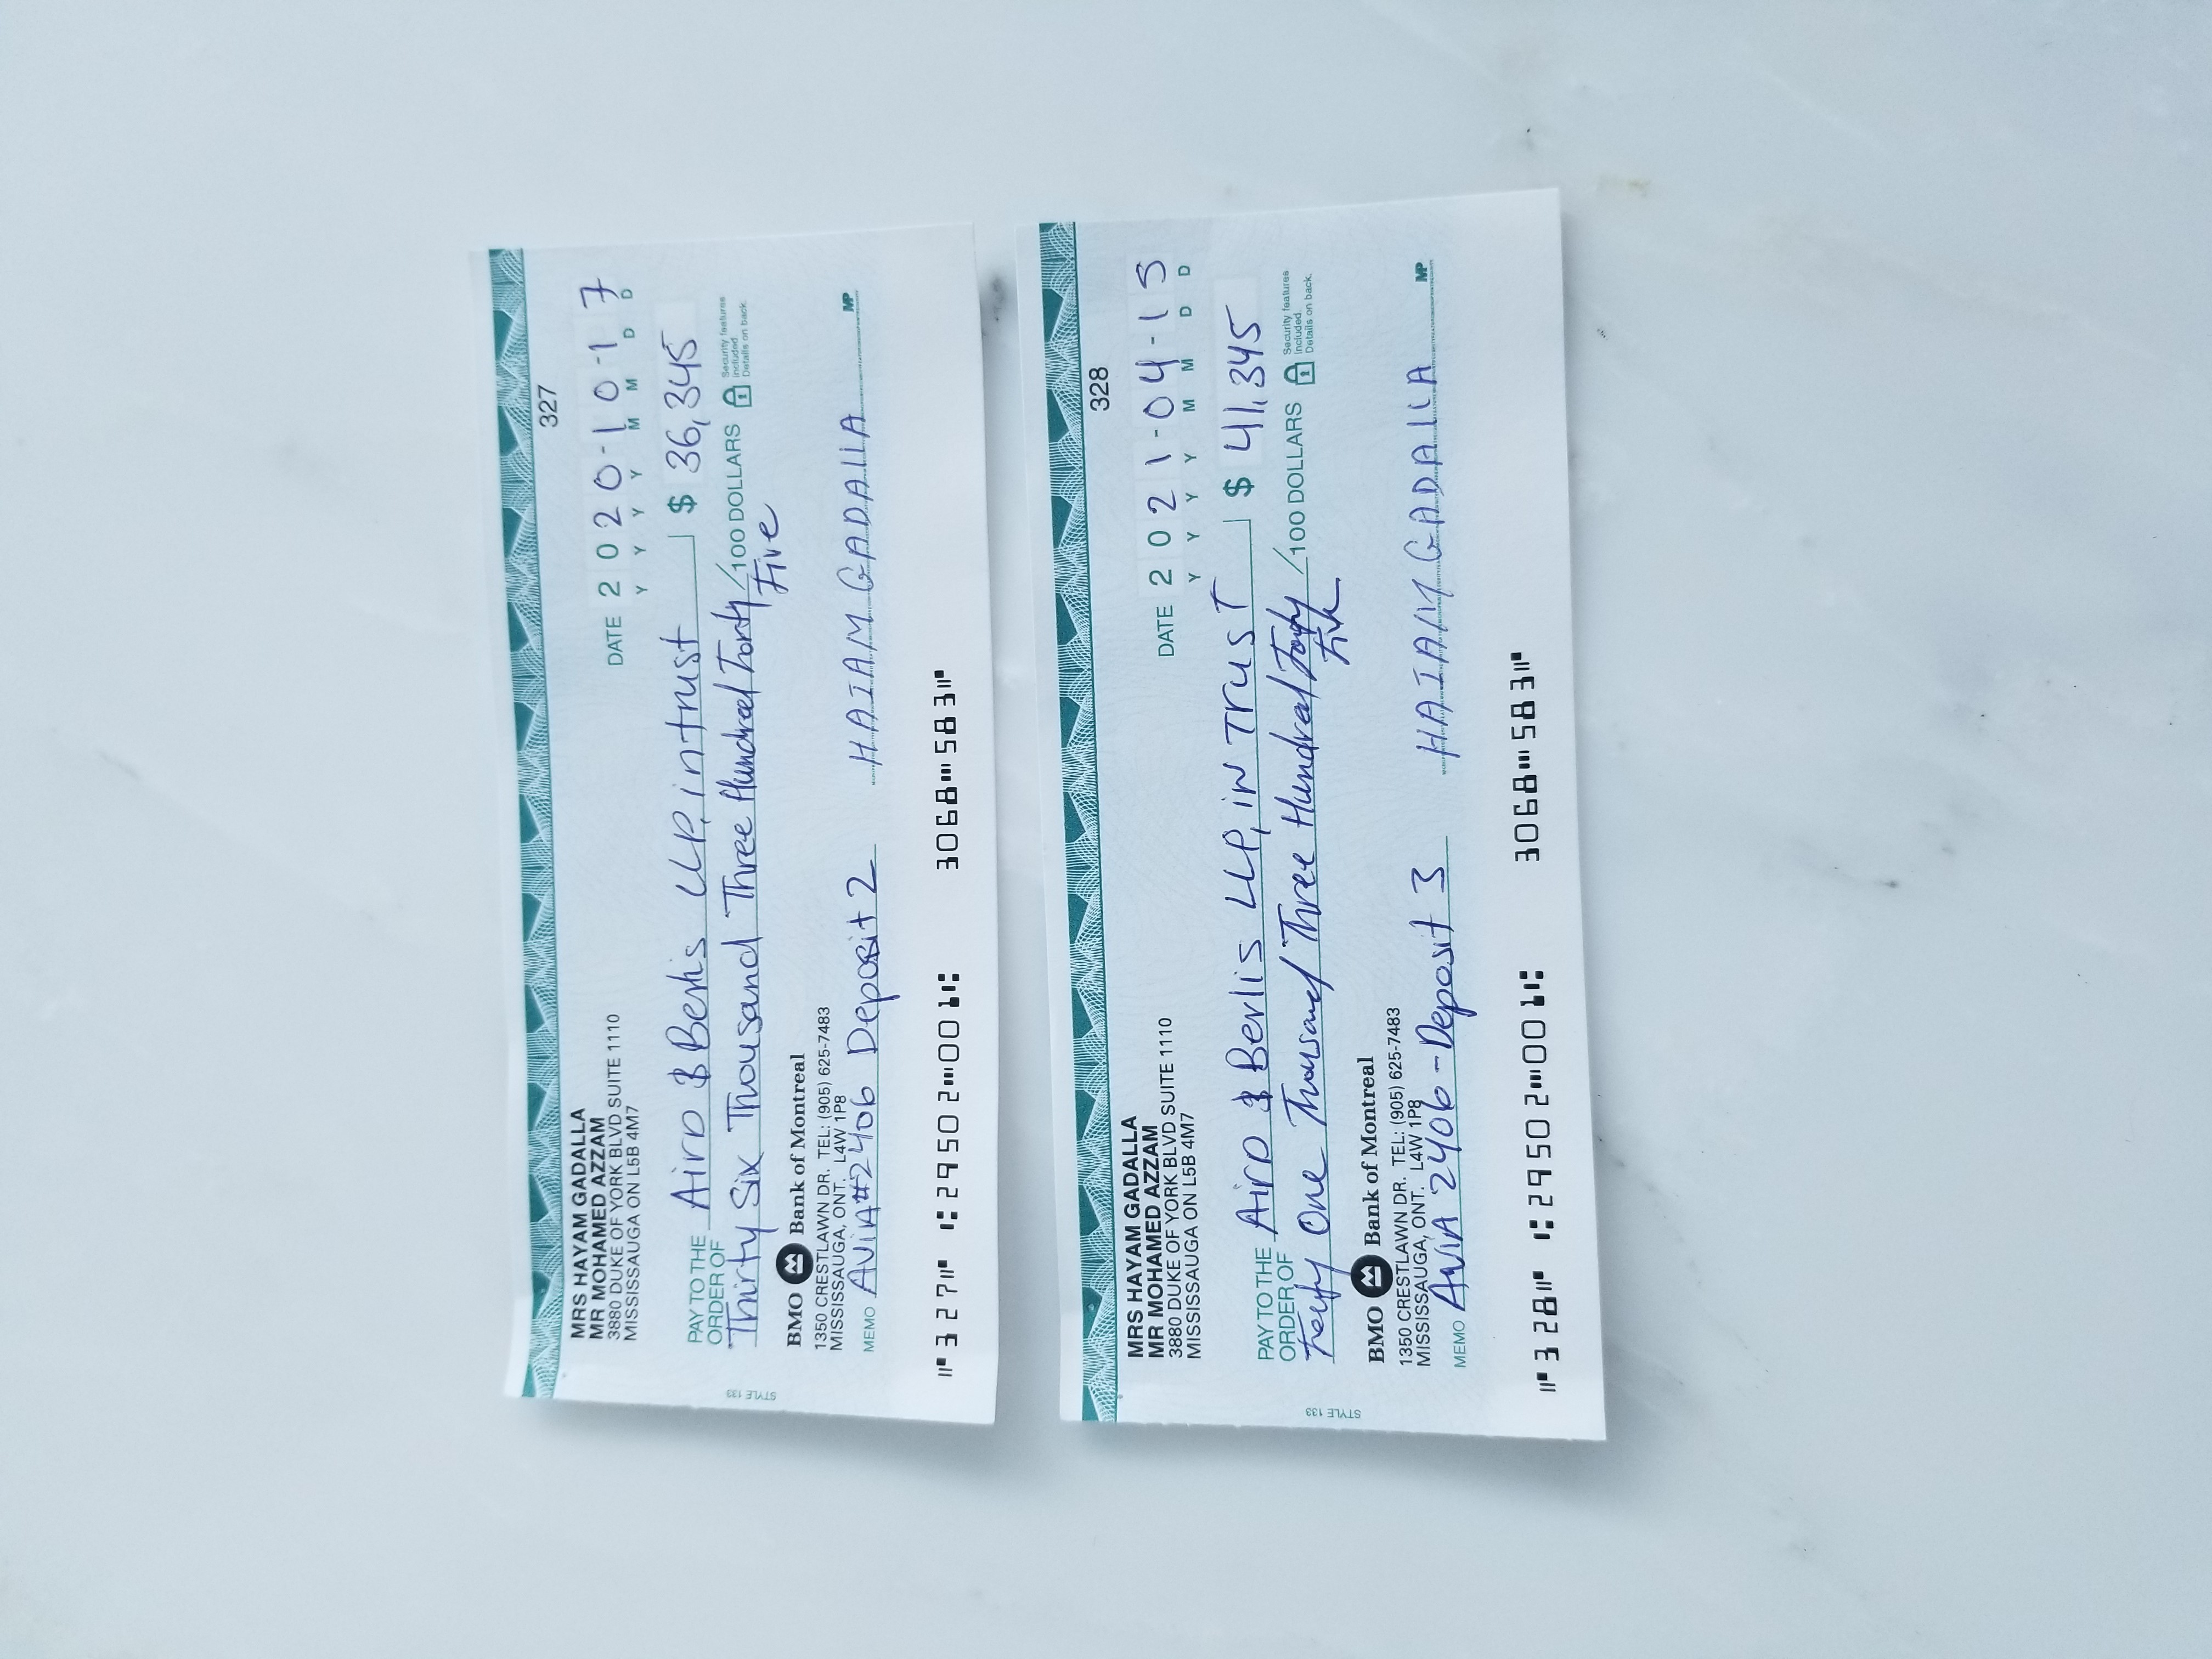 327
MRS HAYAM GADALLA
MR MOHAMED AZZAM
3880 DUKE OF YORK BLVD SUITE 1110
MISSISSAUGA ON L5B 4M7
DATE 2020-10-17
Y Y Y Y M M D D
PAY TO THE ORDER OF Aird & Berlis LLP, in trust $ 36,345
Thirty Six Thousand Three Hundred Forty Five /100 DOLLARS
Security features included. Details on back.
BMO Bank of Montreal
1350 CRESTLAWN DR. TEL: (905) 625-7483
MISSISSAUGA, ONT. L4W 1P8
MEMO AViA #2406 Deposit 2 HAIAM GADALLA MP
STYLE 133
⑈327⑈ ⑆29502⑉001⑆ 3068⑉583⑈
328
MRS HAYAM GADALLA
MR MOHAMED AZZAM
3880 DUKE OF YORK BLVD SUITE 1110
MISSISSAUGA ON L5B 4M7
DATE 2021-04-15
Y Y Y Y M M D D
PAY TO THE ORDER OF Aird & Berlis LLP, in TRUST $ 41,345
One Thousand Three Hundred Forty Five /100 DOLLARS
Security features included. Details on back.
BMO Bank of Montreal
1350 CRESTLAWN DR. TEL: (905) 625-7483
MISSISSAUGA, ONT. L4W 1P8
MEMO AViA 2406 - Deposit 3 HAIAM GADALLA MP
STYLE 133
⑈328⑈ ⑆29502⑉001⑆ 3068⑉583⑈